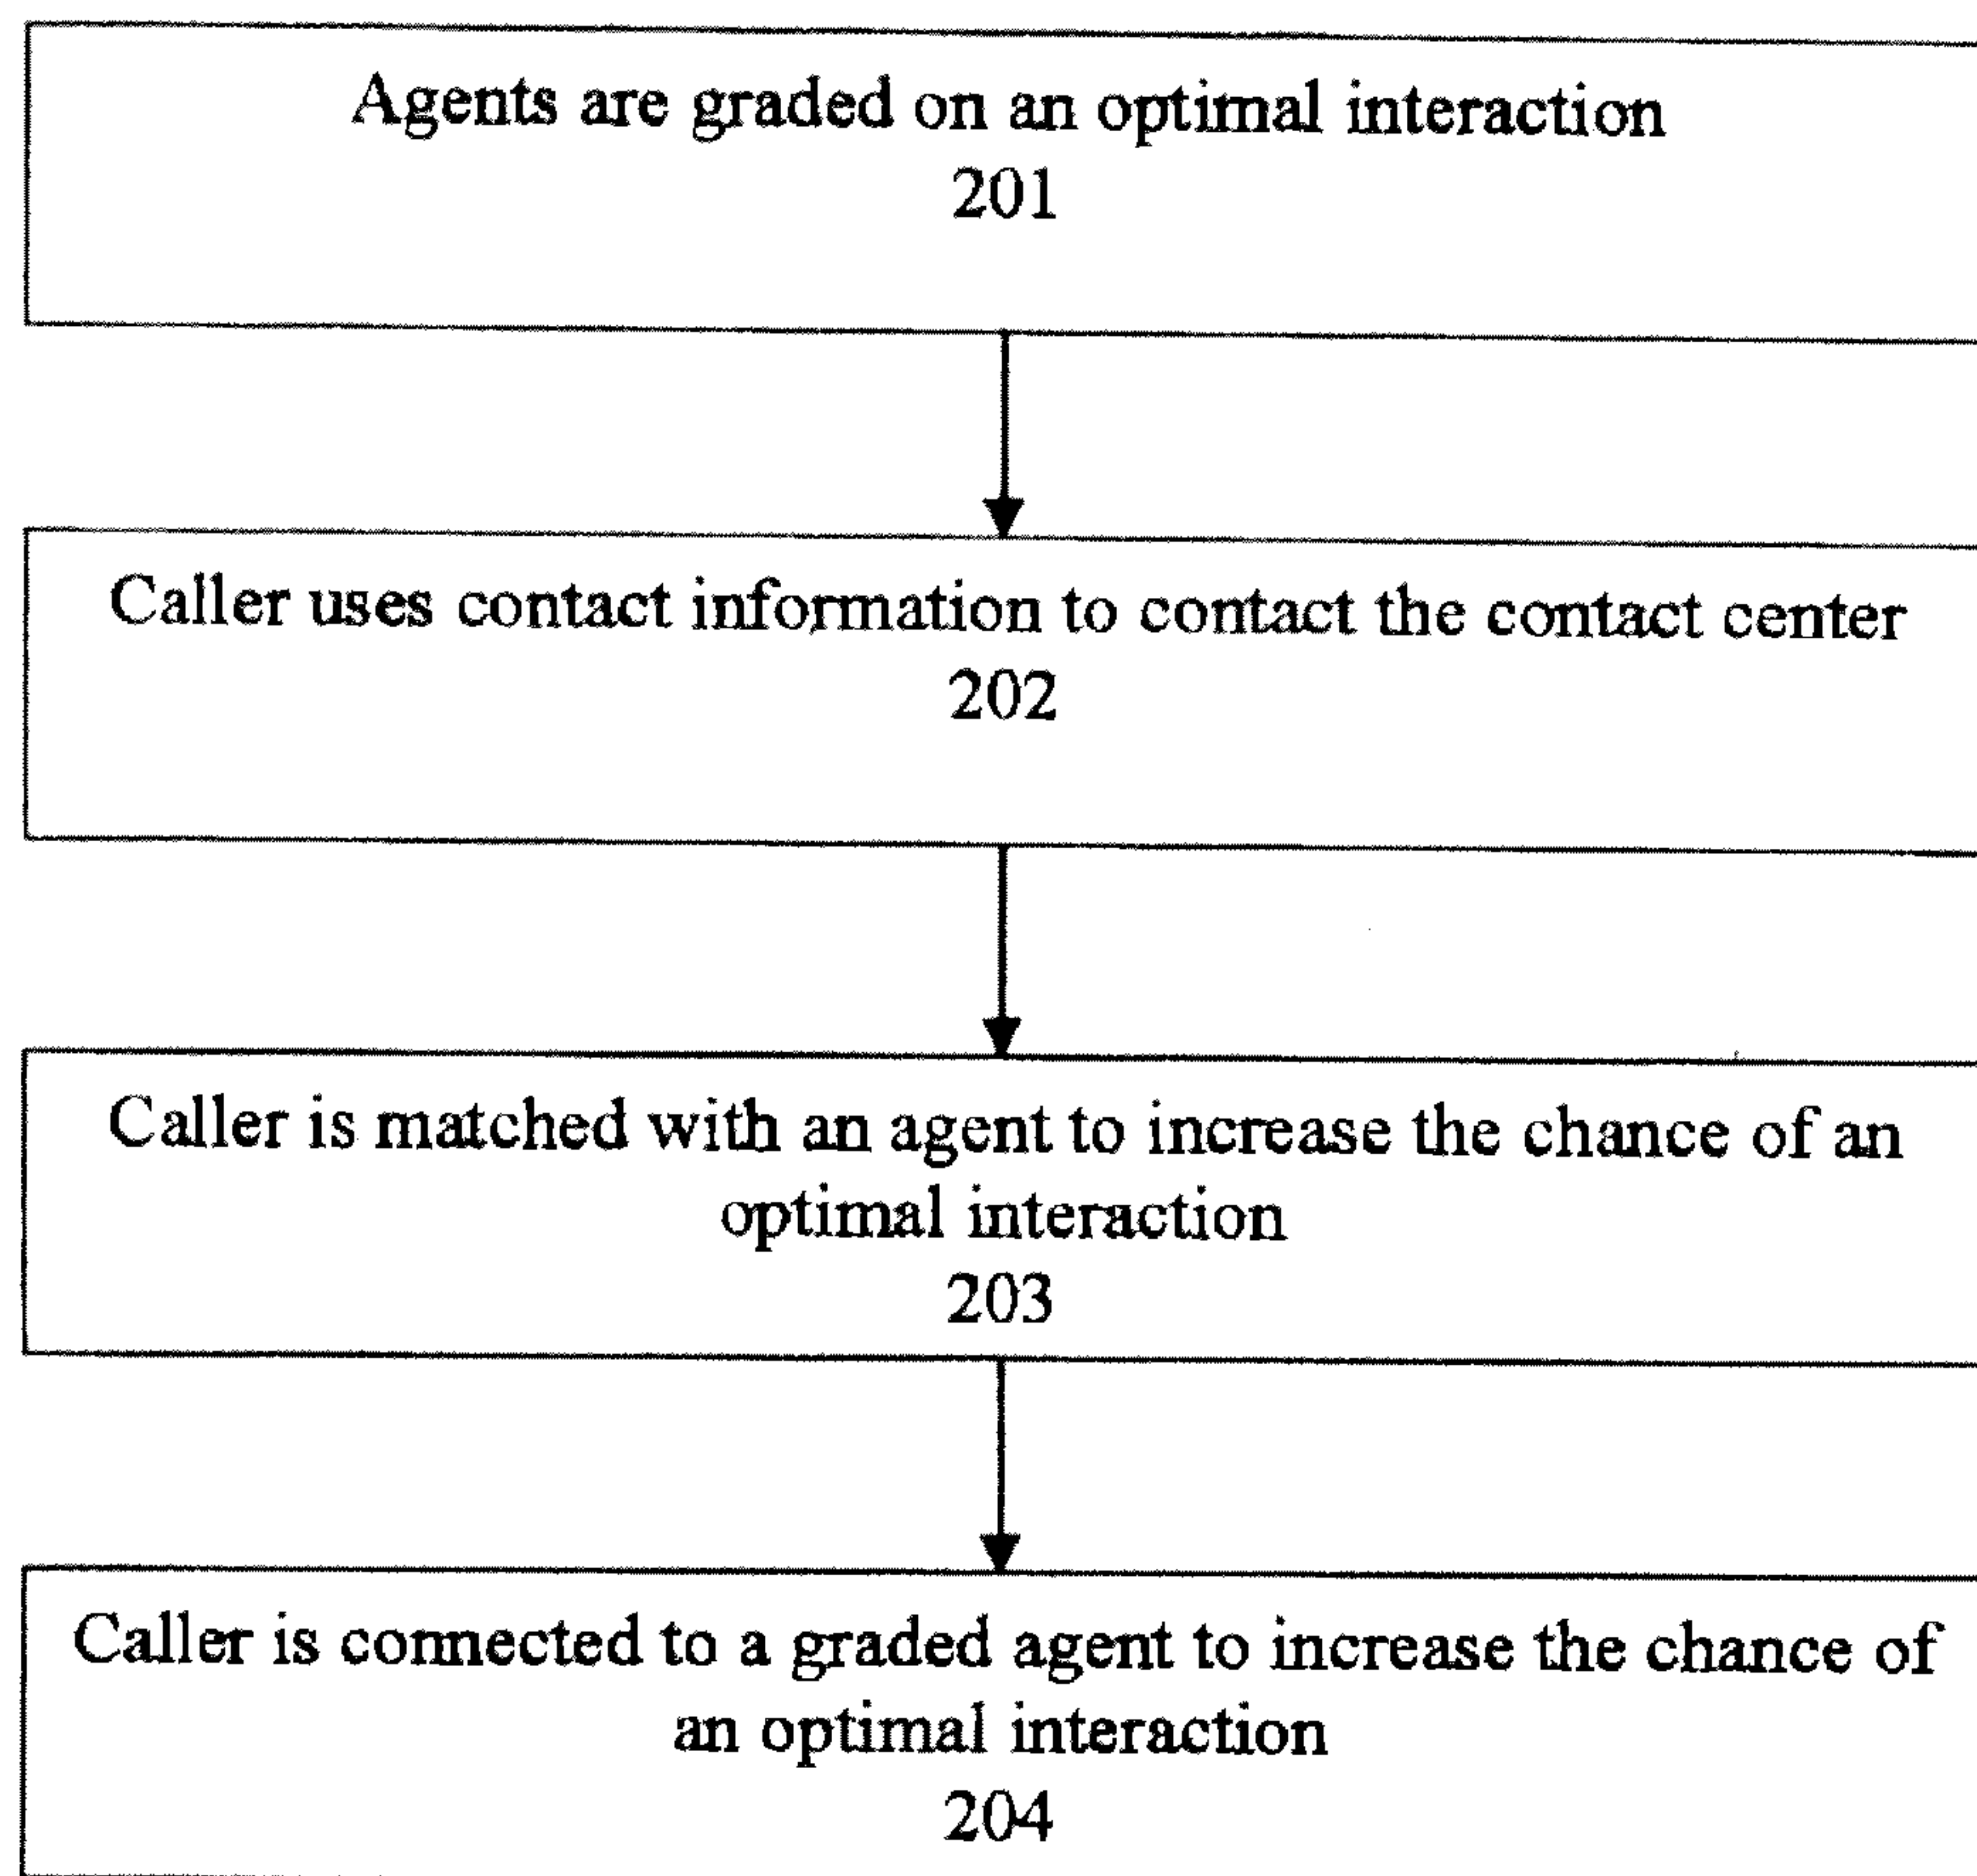 Agents are graded on an optimal interaction
201
Caller uses contact information to contact the contact center
202
Caller is matched with an agent to increase the chance of an
optimal interaction
203
Caller is connected to a graded agent to increase the chance of
an optimal interaction
204